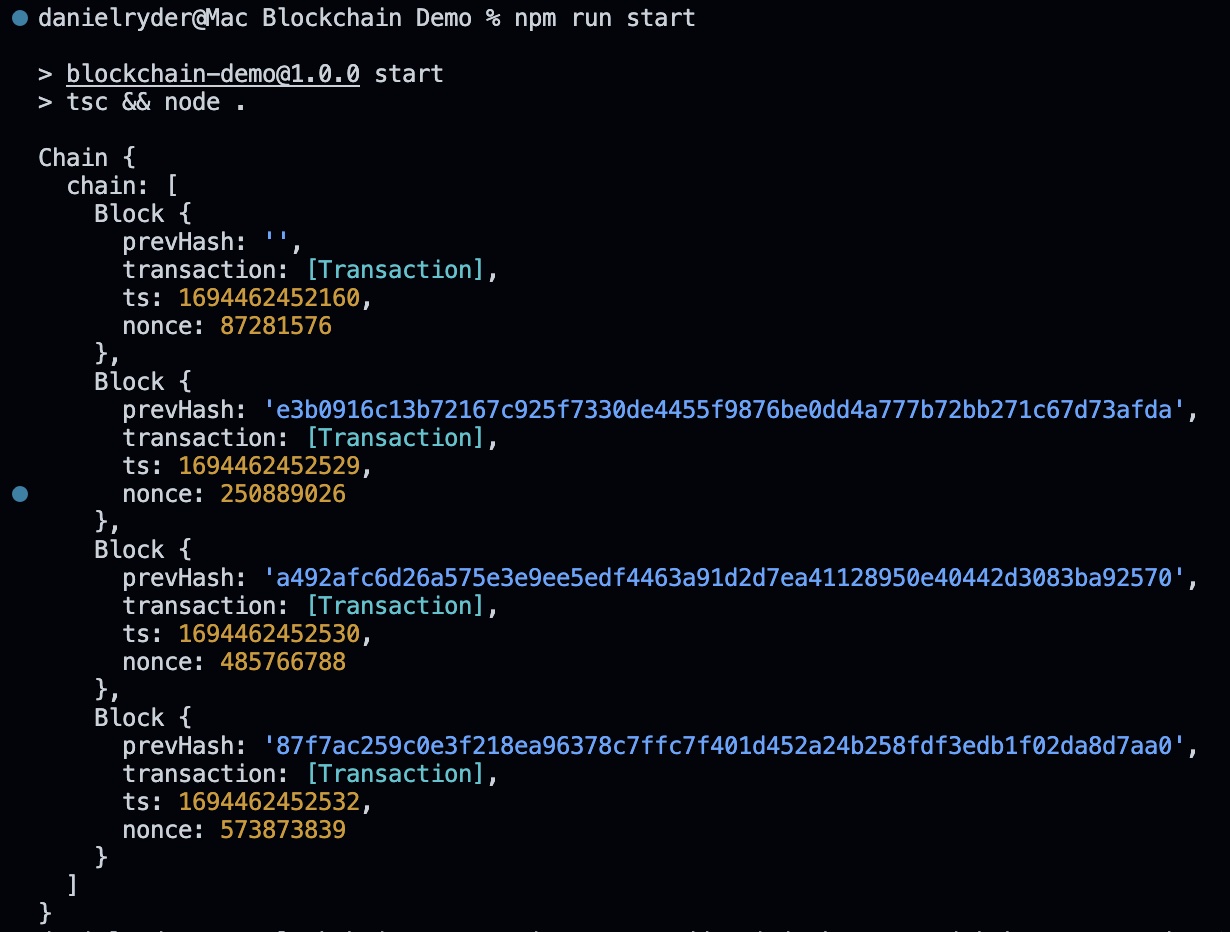 danielryder@Mac Blockchain Demo % npm run start
> blockchain-demo@1.0.0 start
> tsc && node .
Chain {
chain: [
Block {
prevHash: '',
transaction: [Transaction],
ts: 1694462452160,
nonce: 87281576
},
Block {
prevHash: 'e3b0916c13b72167c925f7330de4455f9876be0dd4a777b72bb271c67d73afda',
transaction: [Transaction],
ts: 1694462452529,
nonce: 250889026
},
Block {
prevHash: 'a492afc6d26a575e3e9ee5edf4463a91d2d7ea41128950e40442d3083ba92570',
transaction: [Transaction],
ts: 1694462452530,
nonce: 485766788
},
Block {
prevHash: '87f7ac259c0e3f218ea96378c7ffc7f401d452a24b258fdf3edb1f02da8d7aa0',
transaction: [Transaction],
ts: 1694462452532,
nonce: 573873839
}
]
}